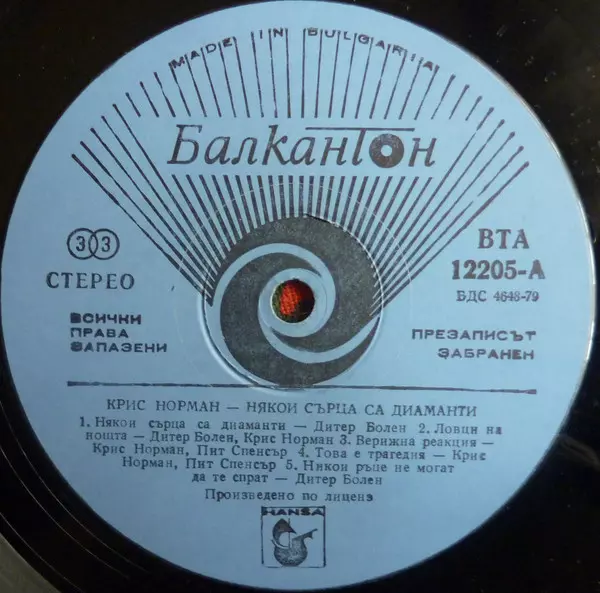 MADE IN BULGARIA
Балкантон
33
СТЕРЕО
ВТА
12205-А
БДС 4648-79
ВСИЧКИ
ПРАВА
ЗАПАЗЕНИ
ПРЕЗАПИСЪТ
ЗАБРАНЕН
КРИС НОРМАН — НЯКОИ СЪРЦА СА ДИАМАНТИ
1. Някои сърца са диаманти — Дитер Болен 2. Ловци на
нощта — Дитер Болен, Крис Норман 3. Верижна реакция —
Крис Норман, Пит Спенсър 4. Това е трагедия — Крис
Норман, Пит Спенсър 5. Никои ръце не могат
да те спрат — Дитер Болен
Произведено по лиценз
HANSA